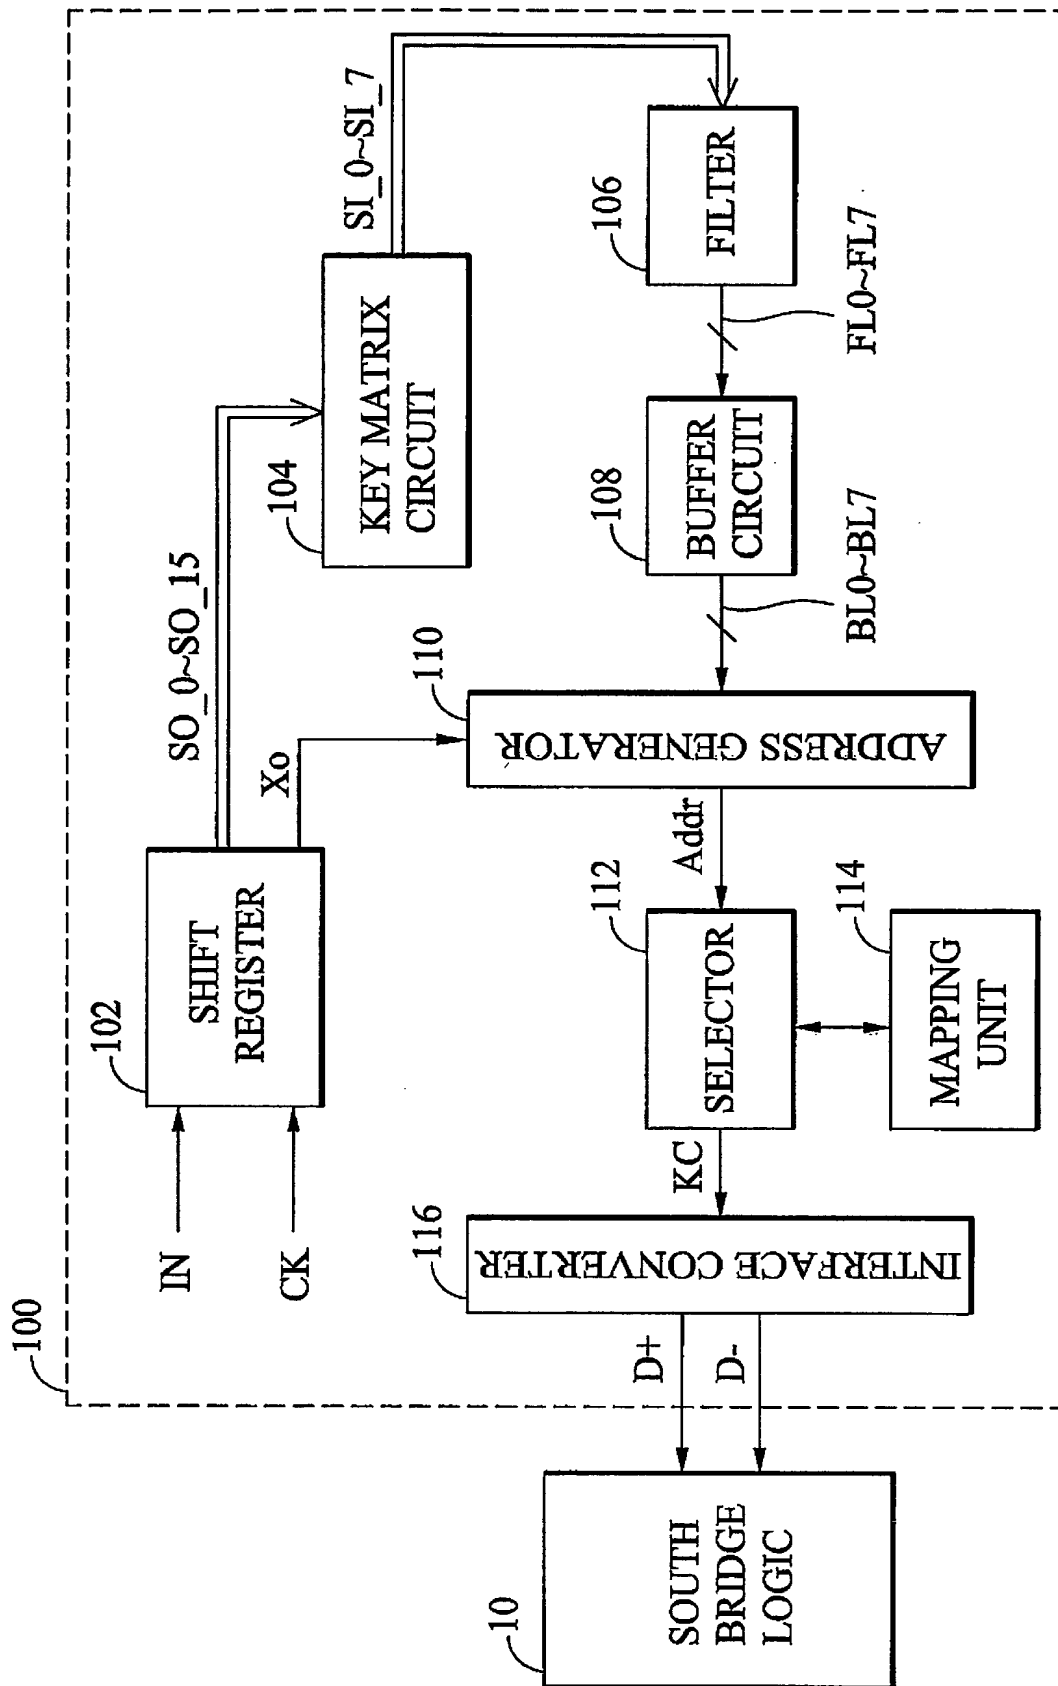 100
IN
CK
102
SHIFT
REGISTER
SO_0~SO_15
Xo
104
KEY MATRIX
CIRCUIT
SI_0~SI_7
10
SOUTH
BRIDGE
LOGIC
D+
D-
116
INTERFACE CONVERTER
KC
112
SELECTOR
114
MAPPING
UNIT
Addr
110
ADDRESS GENERATOR
BL0~BL7
108
BUFFER
CIRCUIT
FL0~FL7
106
FILTER